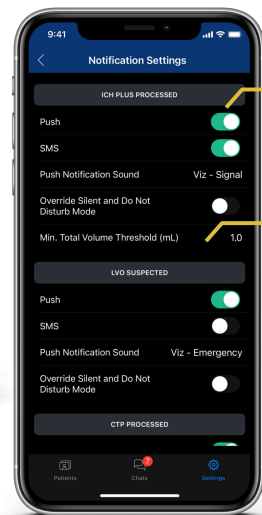 9:41
Notification Settings
ICH PLUS PROCESSED
Push
SMS
Push Notification Sound Viz - Signal
Override Silent and Do Not
Disturb Mode
Min. Total Volume Threshold (mL) 1.0
LVO SUSPECTED
Push
SMS
Push Notification Sound Viz - Emergency
Override Silent and Do Not
Disturb Mode
CTP PROCESSED
7
Patients Chats Settings